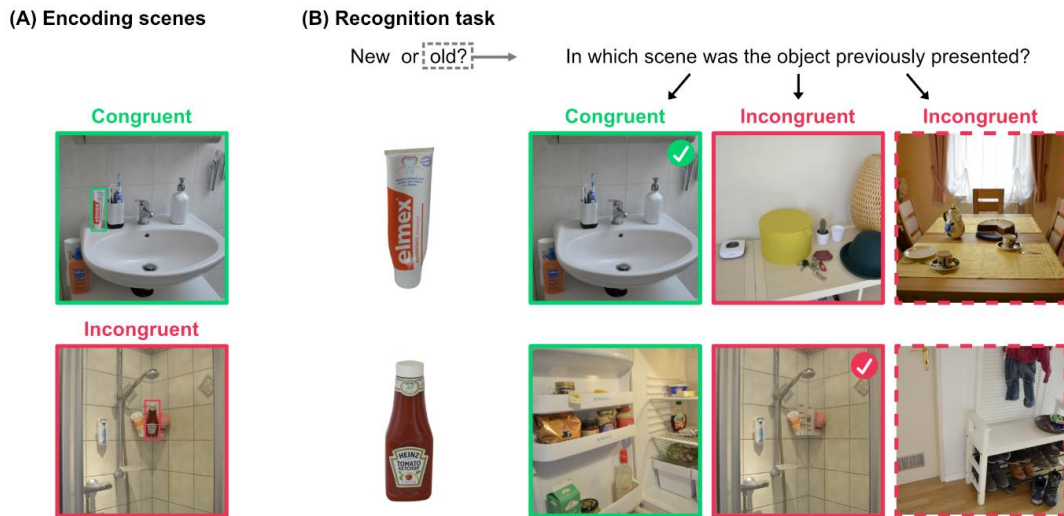 (A) Encoding scenes
(B) Recognition task
New or old?
In which scene was the object previously presented?
Congruent
Congruent
Incongruent
Incongruent
elmex
elmex
Incongruent
HEINZ
TOMATO
KETCHUP